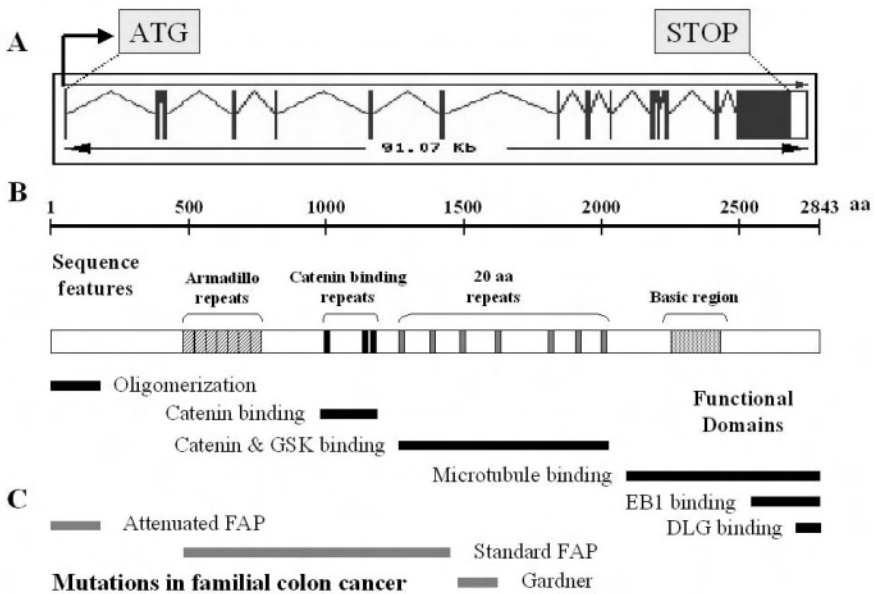 A
ATG
STOP
91.07 Kb
B
1 500 1000 1500 2000 2500 2843 aa
Sequence
features
Armadillo
repeats
Catenin binding
repeats
20 aa
repeats
Basic region
Oligomerization
Catenin binding
Functional
Domains
Catenin & GSK binding
Microtubule binding
EB1 binding
DLG binding
C
Attenuated FAP
Standard FAP
Mutations in familial colon cancer
Gardner